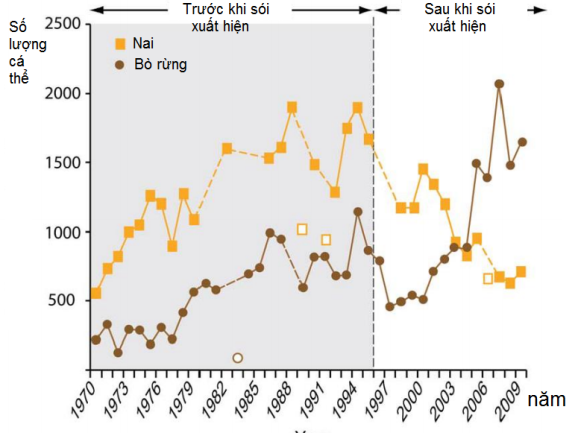 Trước khi sói
xuất hiện
Sau khi sói
xuất hiện
Số
lượng
cá
thể
2500
2000
1500
1000
500
Nai
Bò rừng
1970
1973
1976
1979
1982
1985
1988
1991
1994
1997
2000
2003
2006
2009
năm